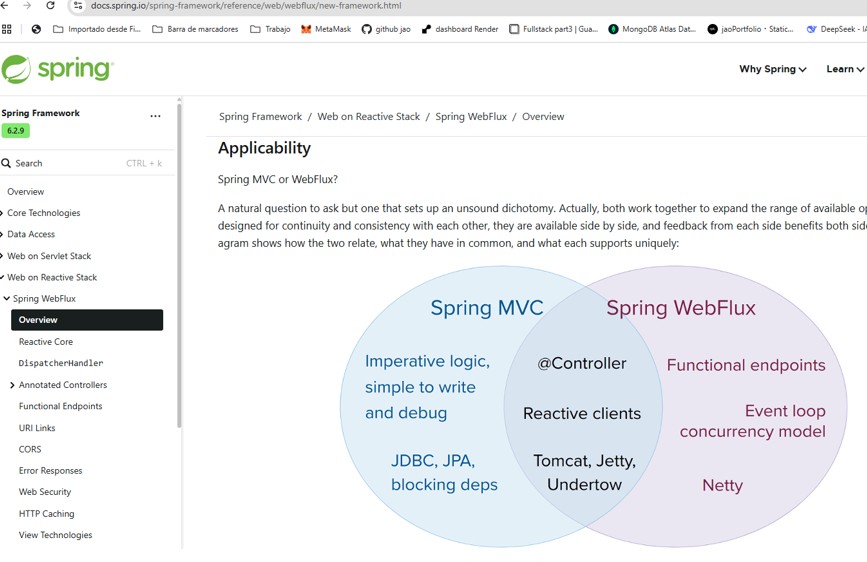 docs.spring.io/spring-framework/reference/web/webflux/new-framework.html
Importado desde Fi...
Barra de marcadores
Trabajo
MetaMask
github jao
dashboard Render
Fullstack part3 | Gua...
MongoDB Atlas Dat...
jaoPortfolio · Static...
DeepSeek - IA
spring
Why Spring
Learn
Spring Framework
6.2.9
...
Search
CTRL + k
Overview
Core Technologies
Data Access
Web on Servlet Stack
Web on Reactive Stack
Spring WebFlux
Overview
Reactive Core
DispatcherHandler
Annotated Controllers
Functional Endpoints
URI Links
CORS
Error Responses
Web Security
HTTP Caching
View Technologies
Spring Framework / Web on Reactive Stack / Spring WebFlux / Overview
Applicability
Spring MVC or WebFlux?
A natural question to ask but one that sets up an unsound dichotomy. Actually, both work together to expand the range of available op
designed for continuity and consistency with each other, they are available side by side, and feedback from each side benefits both side
agram shows how the two relate, what they have in common, and what each supports uniquely:
Spring MVC
Imperative logic,
simple to write
and debug
JDBC, JPA,
blocking deps
@Controller
Reactive clients
Tomcat, Jetty,
Undertow
Spring WebFlux
Functional endpoints
Event loop
concurrency model
Netty